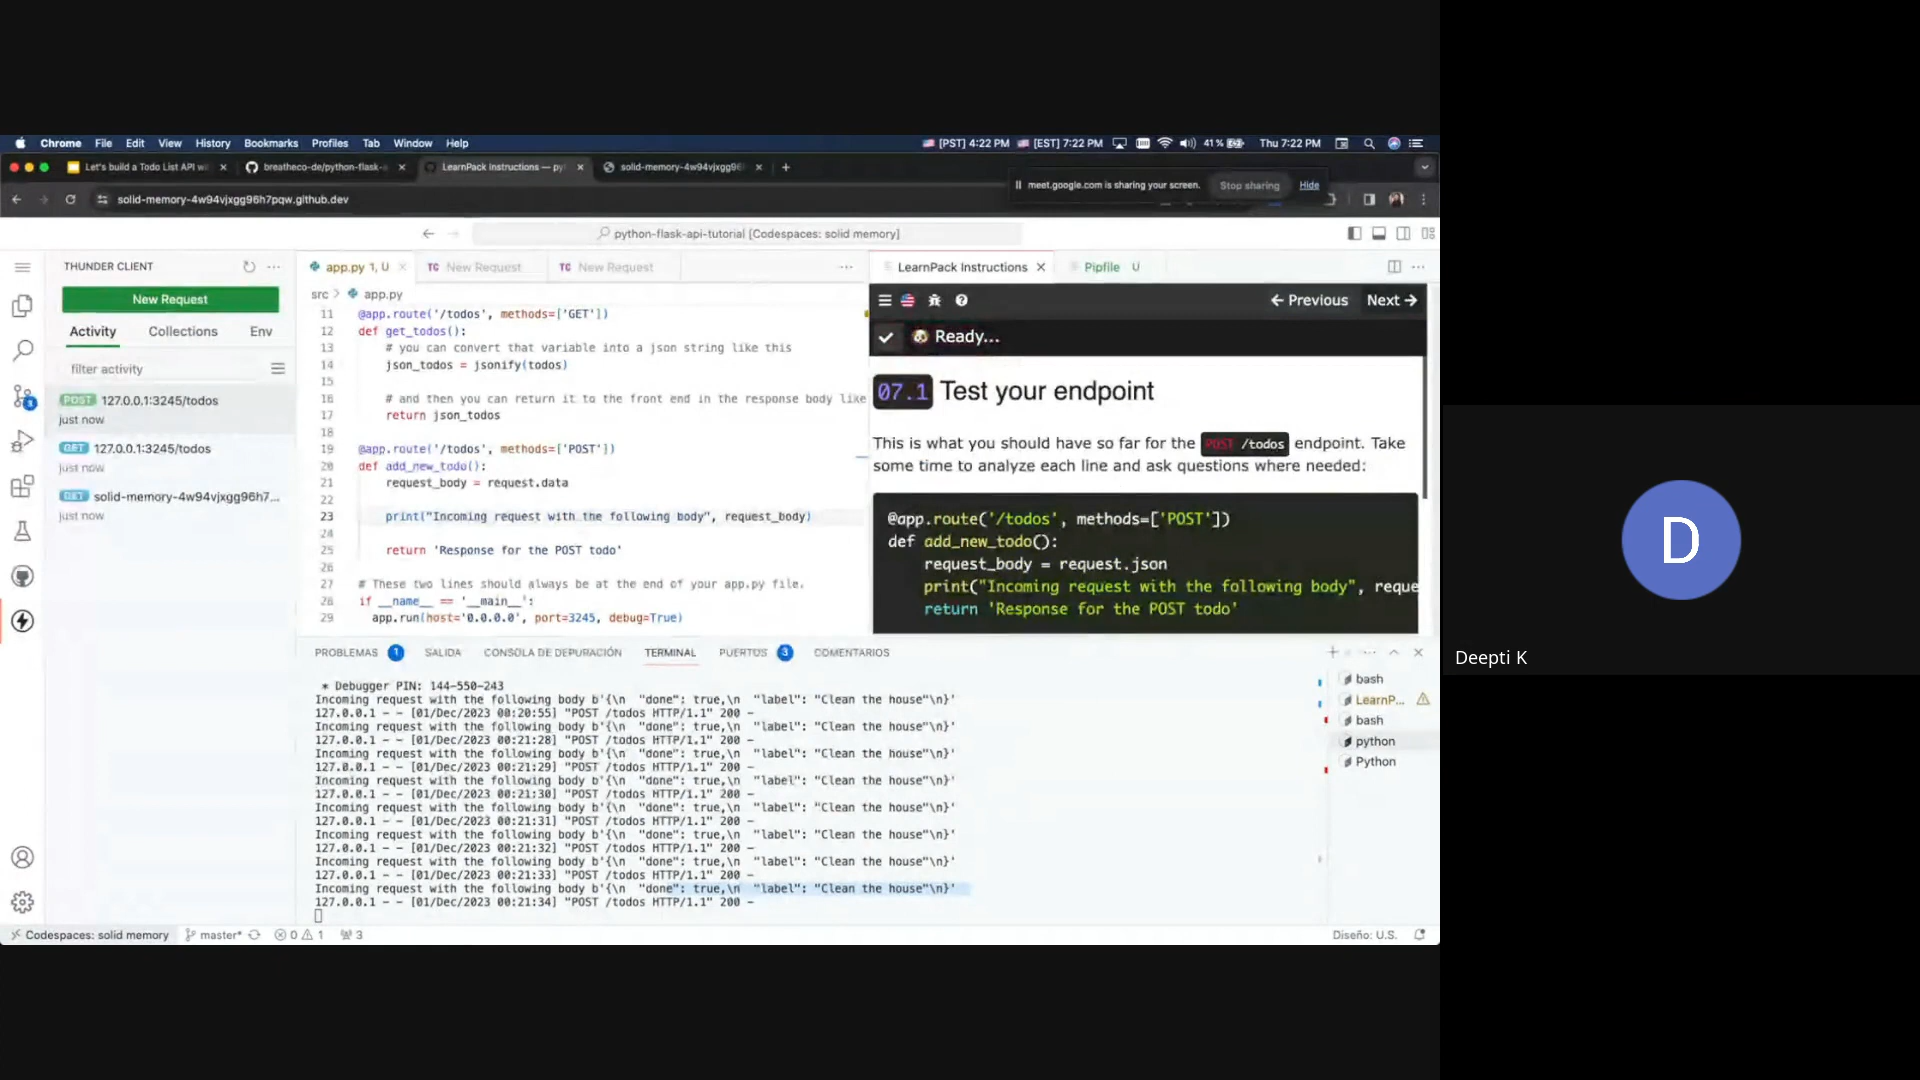 Chrome File Edit View History Bookmarks Profiles Tab Window Help
[PST] 4:22 PM [EST] 7:22 PM 41% Thu 7:22 PM
Let's build a Todo List API w
breatheco-de/python-flask-
LearnPack Instructions — py
solid-memory-4w94vjxgg96
meet.google.com is sharing your screen. Stop sharing Hide
solid-memory-4w94vjxgg96h7pqw.github.dev
python-flask-api-tutorial [Codespaces: solid memory]
THUNDER CLIENT
New Request
Activity Collections Env
filter activity
POST 127.0.0.1:3245/todos
just now
GET 127.0.0.1:3245/todos
just now
GET solid-memory-4w94vjxgg96h7...
just now
app.py 1, U
TC New Request
TC New Request
src > app.py
11 @app.route('/todos', methods=['GET'])
12 def get_todos():
13 # you can convert that variable into a json string like this
14 json_todos = jsonify(todos)
15
16 # and then you can return it to the front end in the response body like
17 return json_todos
18
19 @app.route('/todos', methods=['POST'])
20 def add_new_todo():
21 request_body = request.data
22
23 print("Incoming request with the following body", request_body)
24
25 return 'Response for the POST todo'
26
27 # These two lines should always be at the end of your app.py file.
28 if __name__ == '__main__':
29 app.run(host='0.0.0.0', port=3245, debug=True)
LearnPack Instructions
Pipfile U
Previous Next
Ready...
07.1 Test your endpoint
This is what you should have so far for the POST /todos endpoint. Take
some time to analyze each line and ask questions where needed:
@app.route('/todos', methods=['POST'])
def add_new_todo():
request_body = request.json
print("Incoming request with the following body", reque
return 'Response for the POST todo'
PROBLEMAS 1 SALIDA CONSOLA DE DEPURACIÓN TERMINAL PUERTOS 3 COMENTARIOS
* Debugger PIN: 144-550-243
Incoming request with the following body b'{\n "done": true,\n "label": "Clean the house"\n}'
127.0.0.1 - - [01/Dec/2023 00:20:55] "POST /todos HTTP/1.1" 200 -
Incoming request with the following body b'{\n "done": true,\n "label": "Clean the house"\n}'
127.0.0.1 - - [01/Dec/2023 00:21:28] "POST /todos HTTP/1.1" 200 -
Incoming request with the following body b'{\n "done": true,\n "label": "Clean the house"\n}'
127.0.0.1 - - [01/Dec/2023 00:21:29] "POST /todos HTTP/1.1" 200 -
Incoming request with the following body b'{\n "done": true,\n "label": "Clean the house"\n}'
127.0.0.1 - - [01/Dec/2023 00:21:30] "POST /todos HTTP/1.1" 200 -
Incoming request with the following body b'{\n "done": true,\n "label": "Clean the house"\n}'
127.0.0.1 - - [01/Dec/2023 00:21:31] "POST /todos HTTP/1.1" 200 -
Incoming request with the following body b'{\n "done": true,\n "label": "Clean the house"\n}'
127.0.0.1 - - [01/Dec/2023 00:21:32] "POST /todos HTTP/1.1" 200 -
Incoming request with the following body b'{\n "done": true,\n "label": "Clean the house"\n}'
127.0.0.1 - - [01/Dec/2023 00:21:33] "POST /todos HTTP/1.1" 200 -
Incoming request with the following body b'{\n "done": true,\n "label": "Clean the house"\n}'
127.0.0.1 - - [01/Dec/2023 00:21:34] "POST /todos HTTP/1.1" 200 -
bash
LearnP...
bash
python
Python
Codespaces: solid memory master* 0 1 3
Diseño: U.S.
D
Deepti K